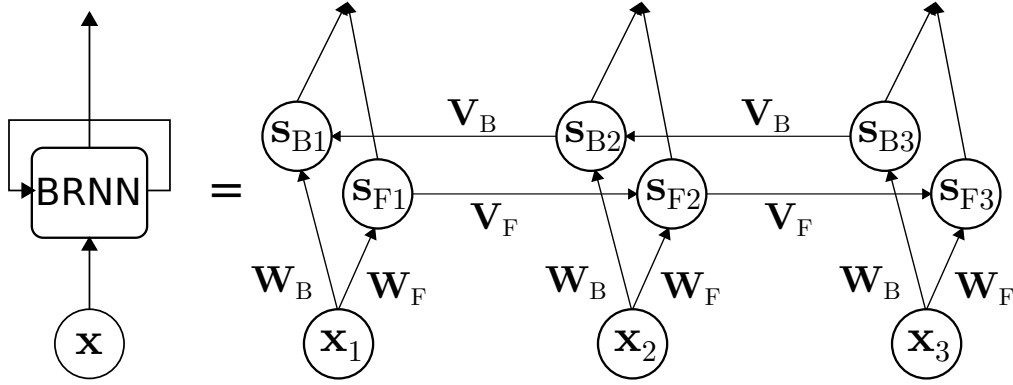 V_B V_B
s_B1 s_B2 s_B3
BRNN = s_F1 s_F2 s_F3
V_F V_F
W_B W_F W_B W_F W_B W_F
x x_1 x_2 x_3